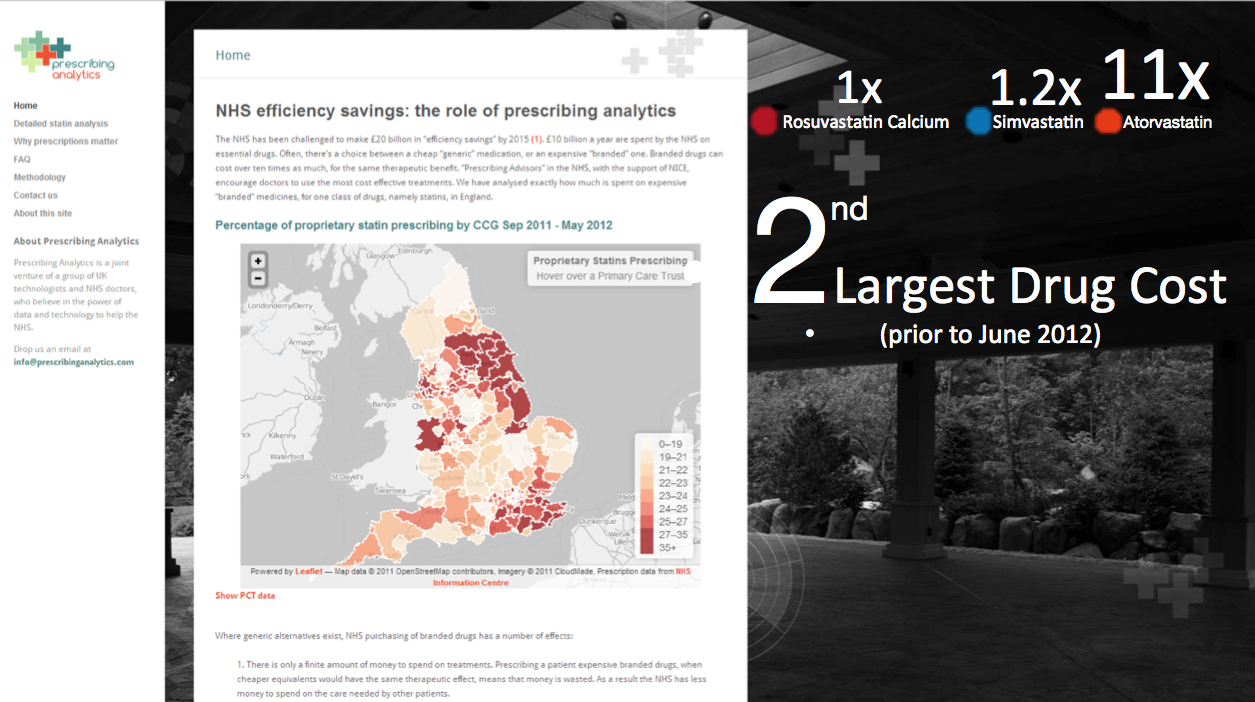 prescribing
analytics
Home
Detailed statin analysis
Why prescriptions matter
FAQ
Methodology
Contact us
About this site
About Prescribing Analytics
Prescribing Analytics is a joint
venture of a group of UK
technologists and NHS doctors,
who believe in the power of
data and technology to help the
NHS.
Drop us an email at
info@prescribinganalytics.com
Home
NHS efficiency savings: the role of prescribing analytics
The NHS has been challenged to make £20 billion in "efficiency savings" by 2015 (1). £10 billion a year are spent by the NHS on
essential drugs. Often, there's a choice between a cheap "generic" medication, or an expensive "branded" one. Branded drugs can
cost over ten times as much, for the same therapeutic benefit. "Prescribing Advisors" in the NHS, with the support of NICE,
encourage doctors to use the most cost effective treatments. We have analysed exactly how much is spent on expensive
"branded" medicines, for one class of drugs, namely statins, in England.
Percentage of proprietary statin prescribing by CCG Sep 2011 - May 2012
+
−
Proprietary Statins Prescribing
Hover over a Primary Care Trust
Glasgow
Edinburgh
Londonderry/Derry
Belfast
Armagh
Newry
Dublin
Bangor
Kilkenny
Waterford
St David's
Swansea
Dunkerque
0–19
19–21
21–22
22–23
23–24
24–25
25–27
27–35
35+
Powered by Leaflet — Map data © 2011 OpenStreetMap contributors, Imagery © 2011 CloudMade, Prescription data from NHS
Information Centre
Show PCT data
Where generic alternatives exist, NHS purchasing of branded drugs has a number of effects:
1. There is only a finite amount of money to spend on treatments. Prescribing a patient expensive branded drugs, when
cheaper equivalents would have the same therapeutic effect, means that money is wasted. As a result the NHS has less
money to spend on the care needed by other patients.
1x
Rosuvastatin Calcium
1.2x
Simvastatin
11x
Atorvastatin
2nd
Largest Drug Cost
• (prior to June 2012)